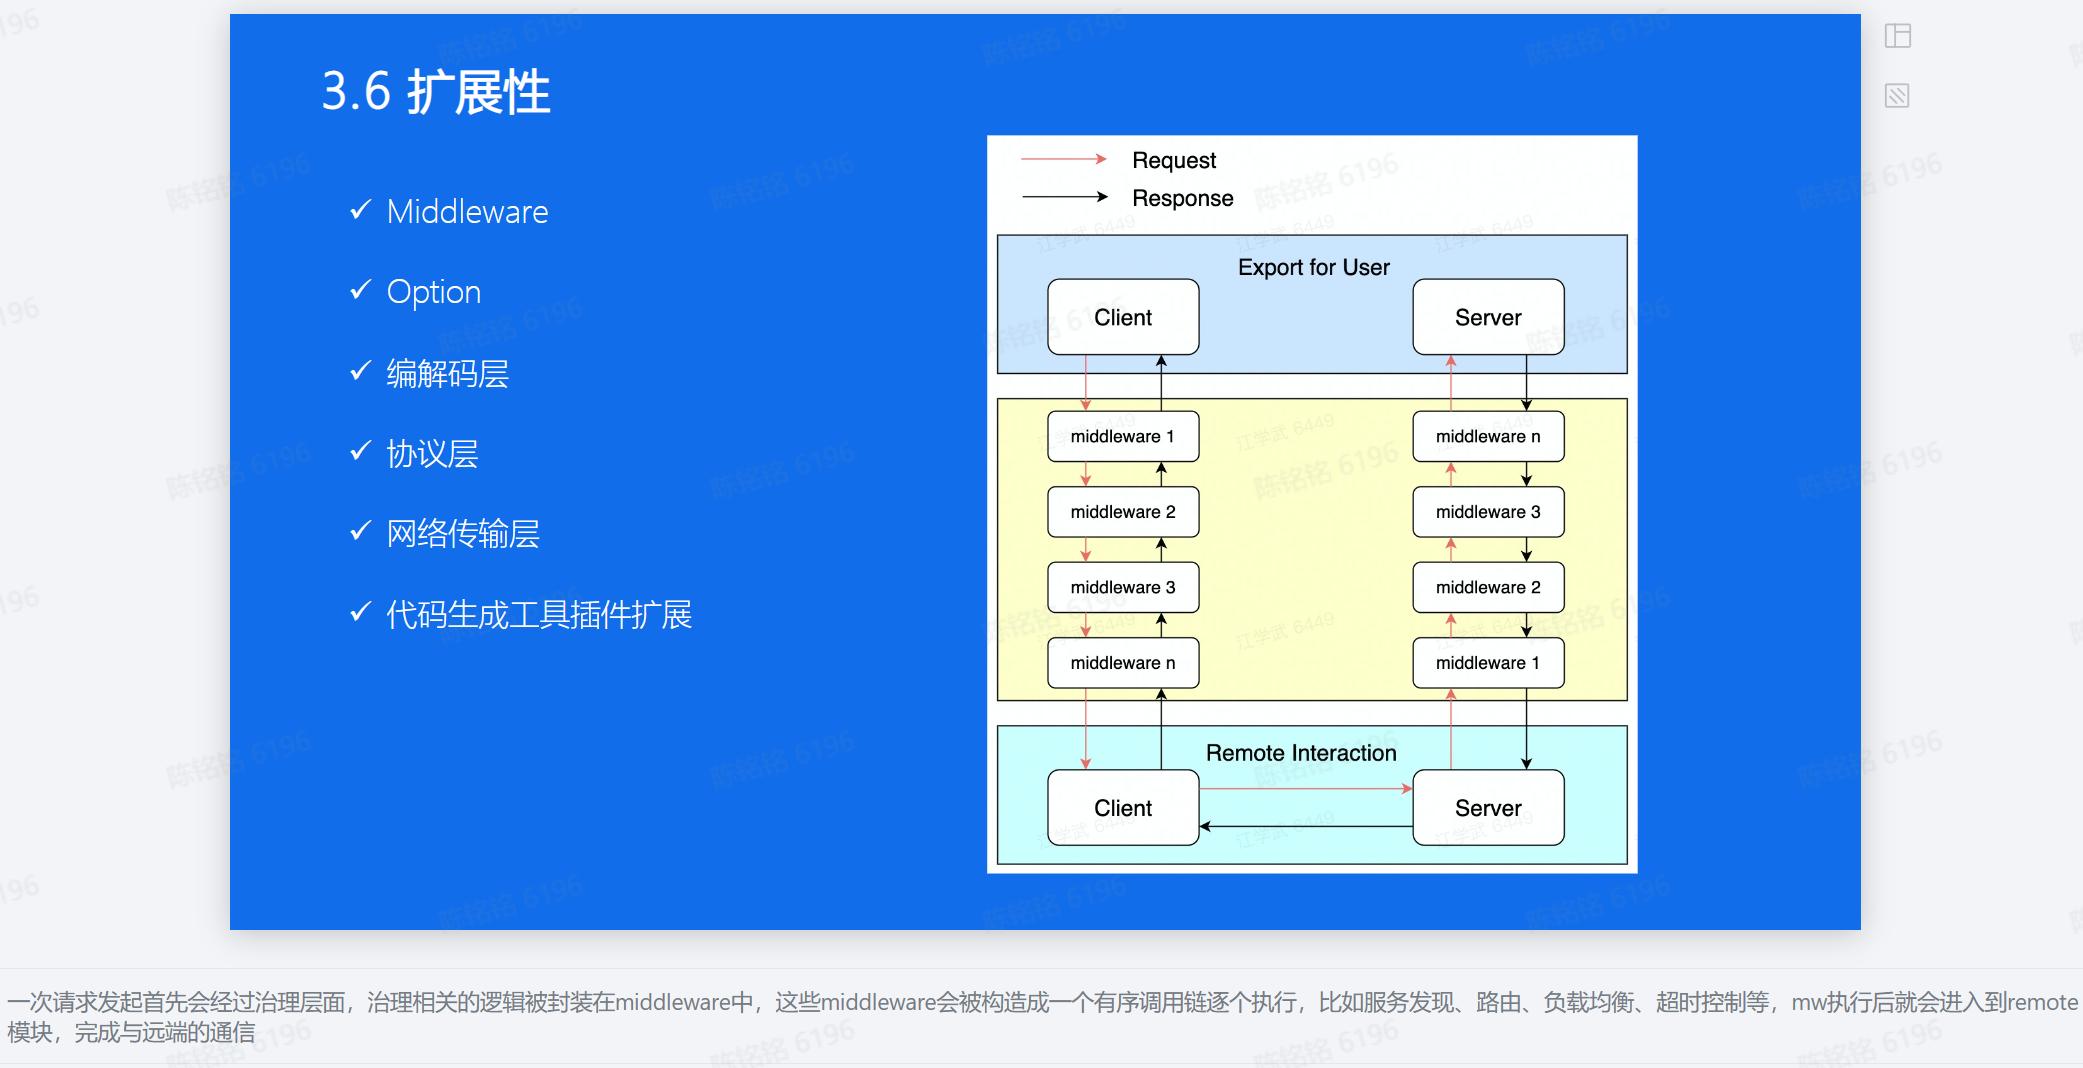 3.6 扩展性
Middleware
Option
编解码层
协议层
网络传输层
代码生成工具插件扩展
Request
Response
Export for User
Client
Server
middleware 1
middleware n
middleware 2
middleware 3
middleware 3
middleware 2
middleware n
middleware 1
Remote Interaction
Client
Server
一次请求发起首先会经过治理层面，治理相关的逻辑被封装在middleware中，这些middleware会被构造成一个有序调用链逐个执行，比如服务发现、路由、负载均衡、超时控制等，mw执行后就会进入到remote
模块，完成与远端的通信
陈铭铭 6196
江学武 6449